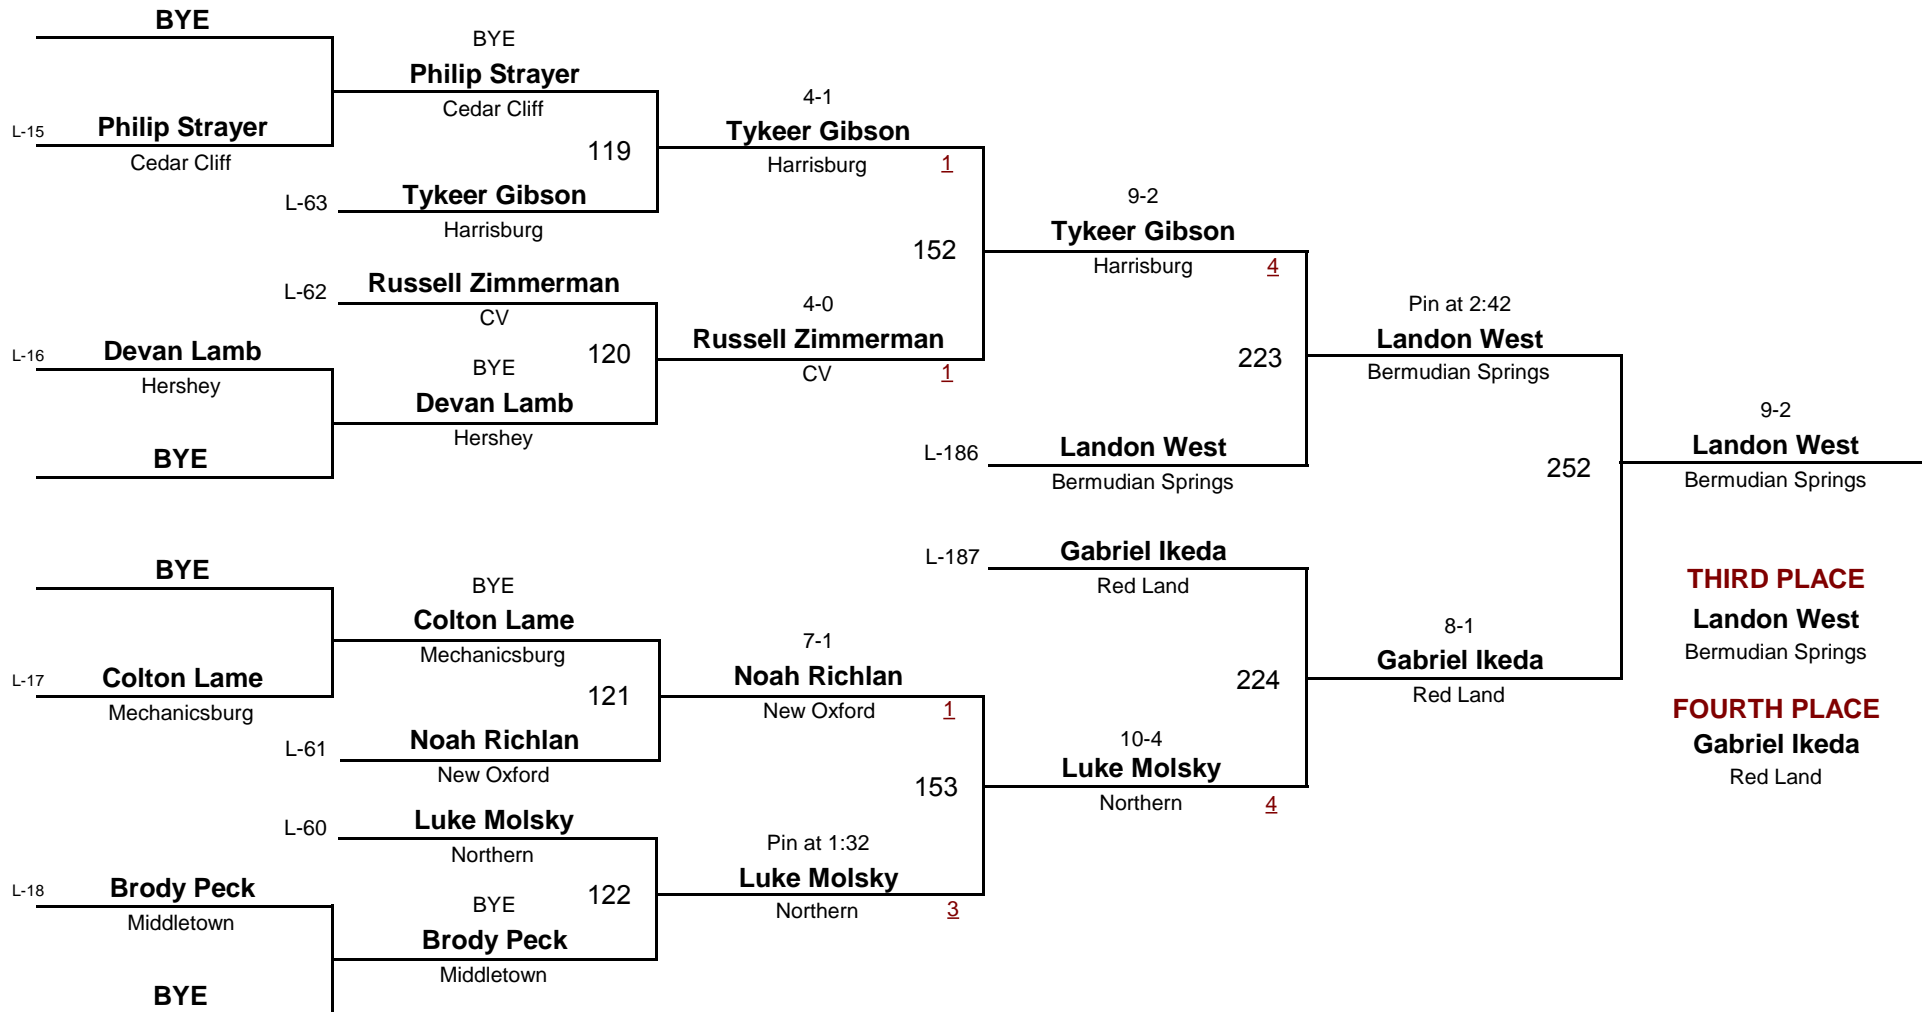 BYE
L-15
Philip Strayer
Cedar Cliff
BYE
Philip Strayer
Cedar Cliff
119
L-63
Tykeer Gibson
Harrisburg
4-1
Tykeer Gibson
Harrisburg
1
L-62
Russell Zimmerman
CV
L-16
Devan Lamb
Hershey
BYE
120
BYE
Devan Lamb
Hershey
4-0
Russell Zimmerman
CV
1
152
9-2
Tykeer Gibson
Harrisburg
4
223
L-186
Landon West
Bermudian Springs
Pin at 2:42
Landon West
Bermudian Springs
252
9-2
Landon West
Bermudian Springs
BYE
L-17
Colton Lame
Mechanicsburg
BYE
Colton Lame
Mechanicsburg
121
L-61
Noah Richlan
New Oxford
7-1
Noah Richlan
New Oxford
1
L-60
Luke Molsky
Northern
L-18
Brody Peck
Middletown
BYE
122
BYE
Brody Peck
Middletown
Pin at 1:32
Luke Molsky
Northern
3
153
L-187
Gabriel Ikeda
Red Land
224
10-4
Luke Molsky
Northern
4
8-1
Gabriel Ikeda
Red Land
THIRD PLACE
Landon West
Bermudian Springs
FOURTH PLACE
Gabriel Ikeda
Red Land